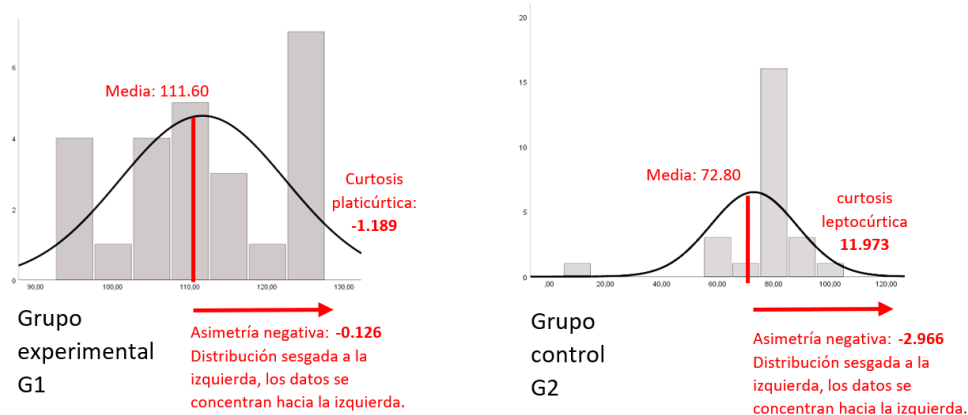 6
4
2
0
90,00 100,00 110,00 120,00 130,00
Media: 111.60
Curtosis
platicúrtica:
-1.189
Grupo
experimental
G1
Asimetría negativa: -0.126
Distribución sesgada a la
izquierda, los datos se
concentran hacia la izquierda.
20
15
10
5
0
,00 20,00 40,00 60,00 80,00 100,00 120,00
Media: 72.80
curtosis
leptocúrtica
11.973
Grupo
control
G2
Asimetría negativa: -2.966
Distribución sesgada a la
izquierda, los datos se
concentran hacia la izquierda.